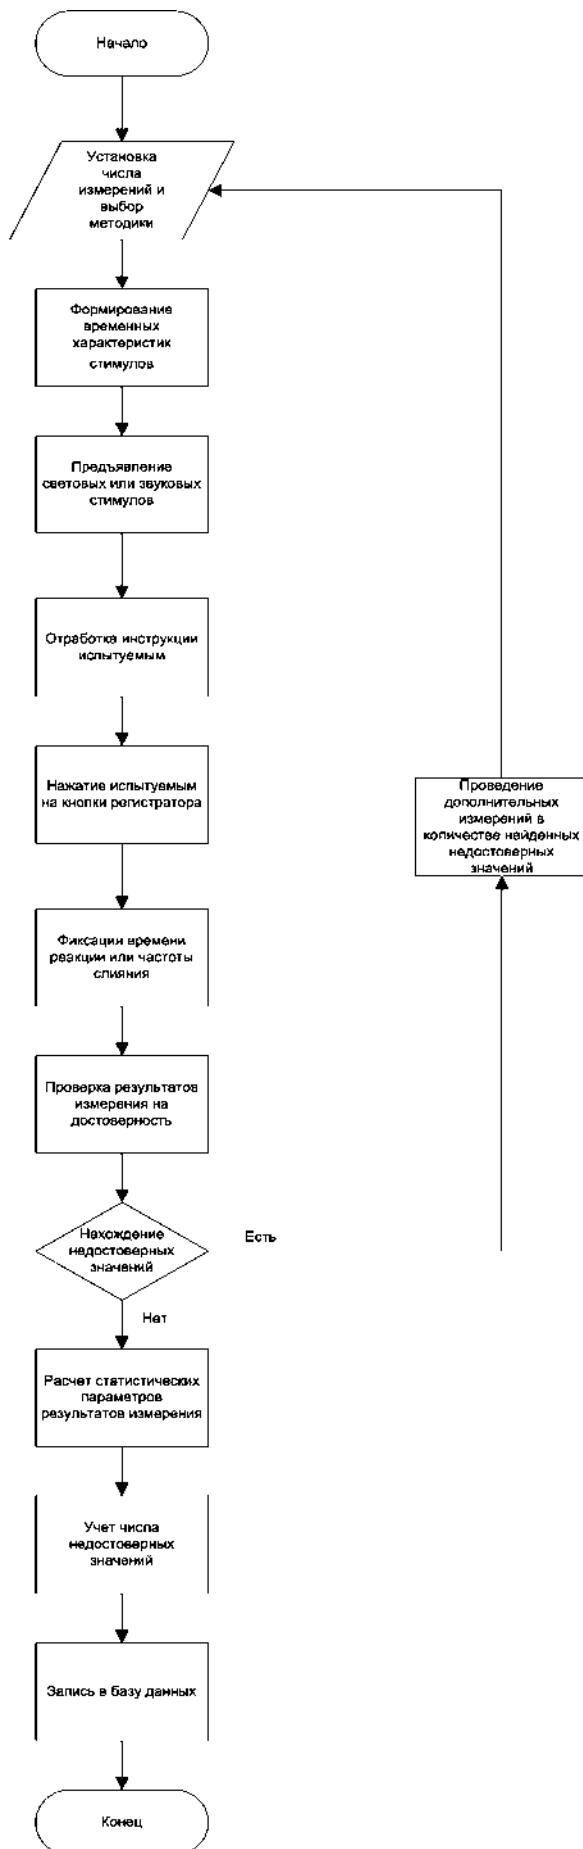 Начало
Установка
числа
измерений и
выбор
методики
Формирование
временных
характеристик
стимулов
Предъявление
световых или звуковых
стимулов
Отработка инструкции
испытуемым
Нажатие испытуемым
на кнопки регистратора
Проведение
дополнительных
измерений в
количестве найденных
недостоверных
значений
Фиксация времени
реакции или частоты
слияния
Проверка результатов
измерения на
достоверность
Нахождение
недостоверных
значений
Есть
Нет
Расчет статистических
параметров
результатов измерения
Учет числа
недостоверных
значений
Запись в базу данных
Конец